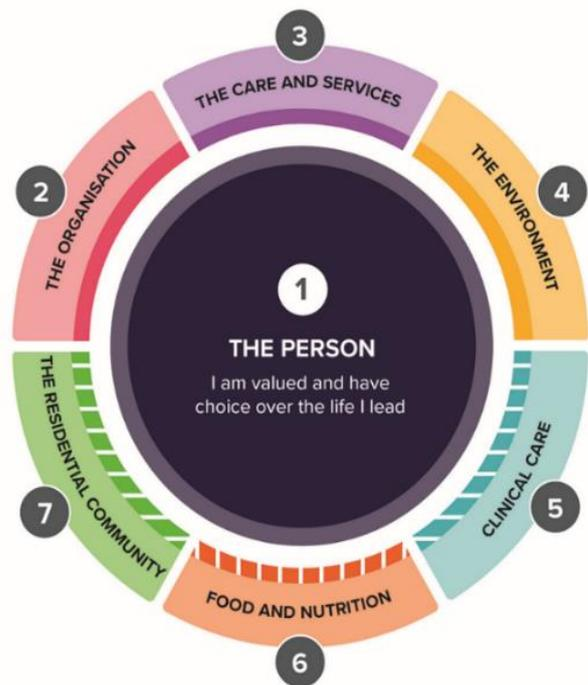 1
THE PERSON
I am valued and have
choice over the life I lead
2
THE ORGANISATION
3
THE CARE AND SERVICES
4
THE ENVIRONMENT
5
CLINICAL CARE
6
FOOD AND NUTRITION
7
THE RESIDENTIAL COMMUNITY